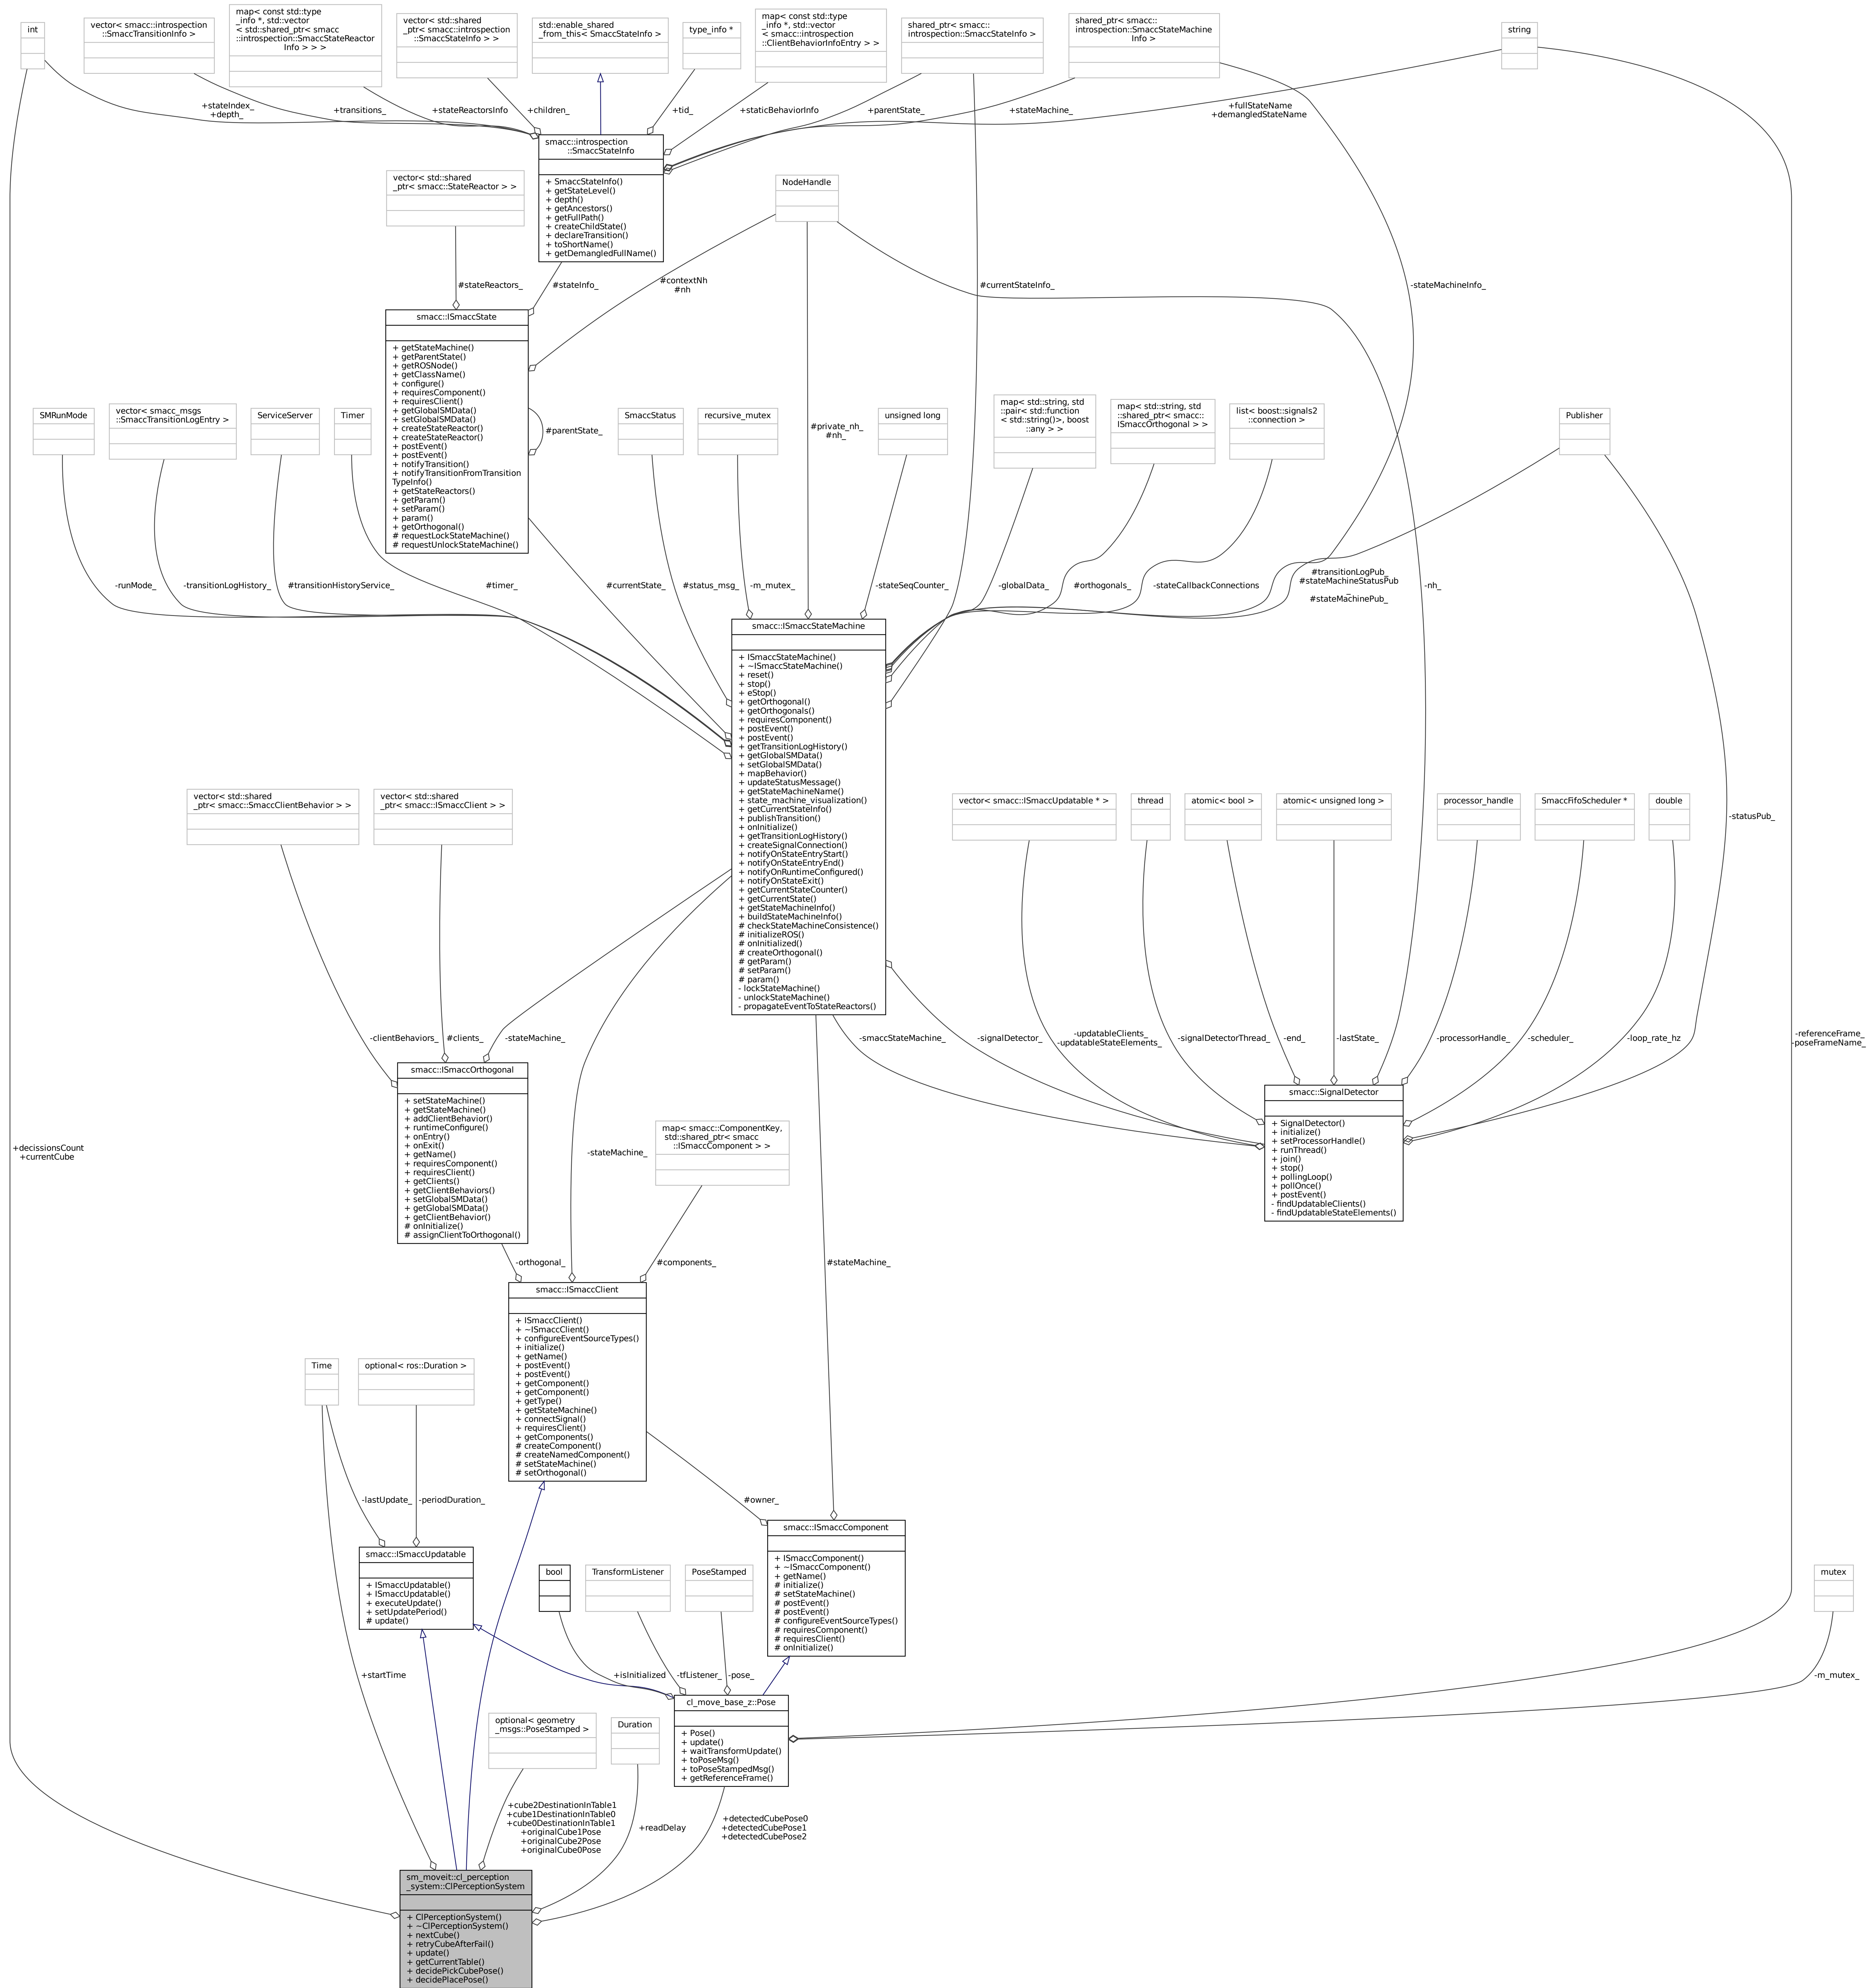 int
vector< smacc::introspection
::SmaccTransitionInfo >
map< const std::type
_info *, std::vector
< std::shared_ptr< smacc
::introspection::SmaccStateReactor
Info > > >
vector< std::shared
_ptr< smacc::introspection
::SmaccStateInfo > >
std::enable_shared
_from_this< SmaccStateInfo >
type_info *
map< const std::type
_info *, std::vector
< smacc::introspection
::ClientBehaviorInfoEntry > >
shared_ptr< smacc::
introspection::SmaccStateInfo >
shared_ptr< smacc::
introspection::SmaccStateMachine
Info >
string
+stateIndex_
+depth_
+transitions_
+stateReactorsInfo
+children_
+tid_
+staticBehaviorInfo
+parentState_
+stateMachine_
+fullStateName
+demangledStateName
smacc::introspection
::SmaccStateInfo
+ SmaccStateInfo()
+ getStateLevel()
+ depth()
+ getAncestors()
+ getFullPath()
+ createChildState()
+ declareTransition()
+ toShortName()
+ getDemangledFullName()
vector< std::shared
_ptr< smacc::StateReactor > >
NodeHandle
#stateReactors_
#stateInfo_
#contextNh
#nh
#currentStateInfo_
-stateMachineInfo_
smacc::ISmaccState
+ getStateMachine()
+ getParentState()
+ getROSNode()
+ getClassName()
+ configure()
+ requiresComponent()
+ requiresClient()
+ getGlobalSMData()
+ setGlobalSMData()
+ createStateReactor()
+ createStateReactor()
+ postEvent()
+ postEvent()
+ notifyTransition()
+ notifyTransitionFromTransition
TypeInfo()
+ getStateReactors()
+ getParam()
+ setParam()
+ param()
+ getOrthogonal()
# requestLockStateMachine()
# requestUnlockStateMachine()
#parentState_
SMRunMode
vector< smacc_msgs
::SmaccTransitionLogEntry >
ServiceServer
Timer
SmaccStatus
recursive_mutex
#private_nh_
#nh_
unsigned long
map< std::string, std
::pair< std::function
< std::string()>, boost
::any > >
map< std::string, std
::shared_ptr< smacc::
ISmaccOrthogonal > >
list< boost::signals2
::connection >
Publisher
-runMode_
-transitionLogHistory_
#transitionHistoryService_
#timer_
#currentState_
#status_msg_
-m_mutex_
-stateSeqCounter_
-globalData_
#orthogonals_
-stateCallbackConnections
#transitionLogPub_
#stateMachineStatusPub
_
#stateMachinePub_
-nh_
smacc::ISmaccStateMachine
+ ISmaccStateMachine()
+ ~ISmaccStateMachine()
+ reset()
+ stop()
+ eStop()
+ getOrthogonal()
+ getOrthogonals()
+ requiresComponent()
+ postEvent()
+ postEvent()
+ getTransitionLogHistory()
+ getGlobalSMData()
+ setGlobalSMData()
+ mapBehavior()
+ updateStatusMessage()
+ getStateMachineName()
+ state_machine_visualization()
+ getCurrentStateInfo()
+ publishTransition()
+ onInitialize()
+ getTransitionLogHistory()
+ createSignalConnection()
+ notifyOnStateEntryStart()
+ notifyOnStateEntryEnd()
+ notifyOnRuntimeConfigured()
+ notifyOnStateExit()
+ getCurrentStateCounter()
+ getCurrentState()
+ getStateMachineInfo()
+ buildStateMachineInfo()
# checkStateMachineConsistence()
# initializeROS()
# onInitialized()
# createOrthogonal()
# getParam()
# setParam()
# param()
- lockStateMachine()
- unlockStateMachine()
- propagateEventToStateReactors()
vector< std::shared
_ptr< smacc::SmaccClientBehavior > >
vector< std::shared
_ptr< smacc::ISmaccClient > >
vector< smacc::ISmaccUpdatable * >
thread
atomic< bool >
atomic< unsigned long >
processor_handle
SmaccFifoScheduler *
double
-statusPub_
-clientBehaviors_
#clients_
-stateMachine_
-smaccStateMachine_
-signalDetector_
-updatableClients_
-updatableStateElements_
-signalDetectorThread_
-end_
-lastState_
-processorHandle_
-scheduler_
-loop_rate_hz
-referenceFrame_
-poseFrameName_
smacc::ISmaccOrthogonal
+ setStateMachine()
+ getStateMachine()
+ addClientBehavior()
+ runtimeConfigure()
+ onEntry()
+ onExit()
+ getName()
+ requiresComponent()
+ requiresClient()
+ getClients()
+ getClientBehaviors()
+ setGlobalSMData()
+ getGlobalSMData()
+ getClientBehavior()
# onInitialize()
# assignClientToOrthogonal()
smacc::SignalDetector
+ SignalDetector()
+ initialize()
+ setProcessorHandle()
+ runThread()
+ join()
+ stop()
+ pollingLoop()
+ pollOnce()
+ postEvent()
- findUpdatableClients()
- findUpdatableStateElements()
+decissionsCount
+currentCube
-stateMachine_
map< smacc::ComponentKey,
std::shared_ptr< smacc
::ISmaccComponent > >
-orthogonal_
#components_
#stateMachine_
smacc::ISmaccClient
+ ISmaccClient()
+ ~ISmaccClient()
+ configureEventSourceTypes()
+ initialize()
+ getName()
+ postEvent()
+ postEvent()
+ getComponent()
+ getComponent()
+ getType()
+ getStateMachine()
+ connectSignal()
+ requiresClient()
+ getComponents()
# createComponent()
# createNamedComponent()
# setStateMachine()
# setOrthogonal()
Time
optional< ros::Duration >
-lastUpdate_
-periodDuration_
#owner_
smacc::ISmaccUpdatable
+ ISmaccUpdatable()
+ ISmaccUpdatable()
+ executeUpdate()
+ setUpdatePeriod()
# update()
smacc::ISmaccComponent
+ ISmaccComponent()
+ ~ISmaccComponent()
+ getName()
# initialize()
# setStateMachine()
# postEvent()
# postEvent()
# configureEventSourceTypes()
# requiresComponent()
# requiresClient()
# onInitialize()
bool
TransformListener
PoseStamped
mutex
+startTime
+isInitialized
-tfListener_
-pose_
-m_mutex_
cl_move_base_z::Pose
+ Pose()
+ update()
+ waitTransformUpdate()
+ toPoseMsg()
+ toPoseStampedMsg()
+ getReferenceFrame()
optional< geometry
_msgs::PoseStamped >
Duration
+cube2DestinationInTable1
+cube1DestinationInTable0
+cube0DestinationInTable1
+originalCube1Pose
+originalCube2Pose
+originalCube0Pose
+readDelay
+detectedCubePose0
+detectedCubePose1
+detectedCubePose2
sm_moveit::cl_perception
_system::ClPerceptionSystem
+ ClPerceptionSystem()
+ ~ClPerceptionSystem()
+ nextCube()
+ retryCubeAfterFail()
+ update()
+ getCurrentTable()
+ decidePickCubePose()
+ decidePlacePose()